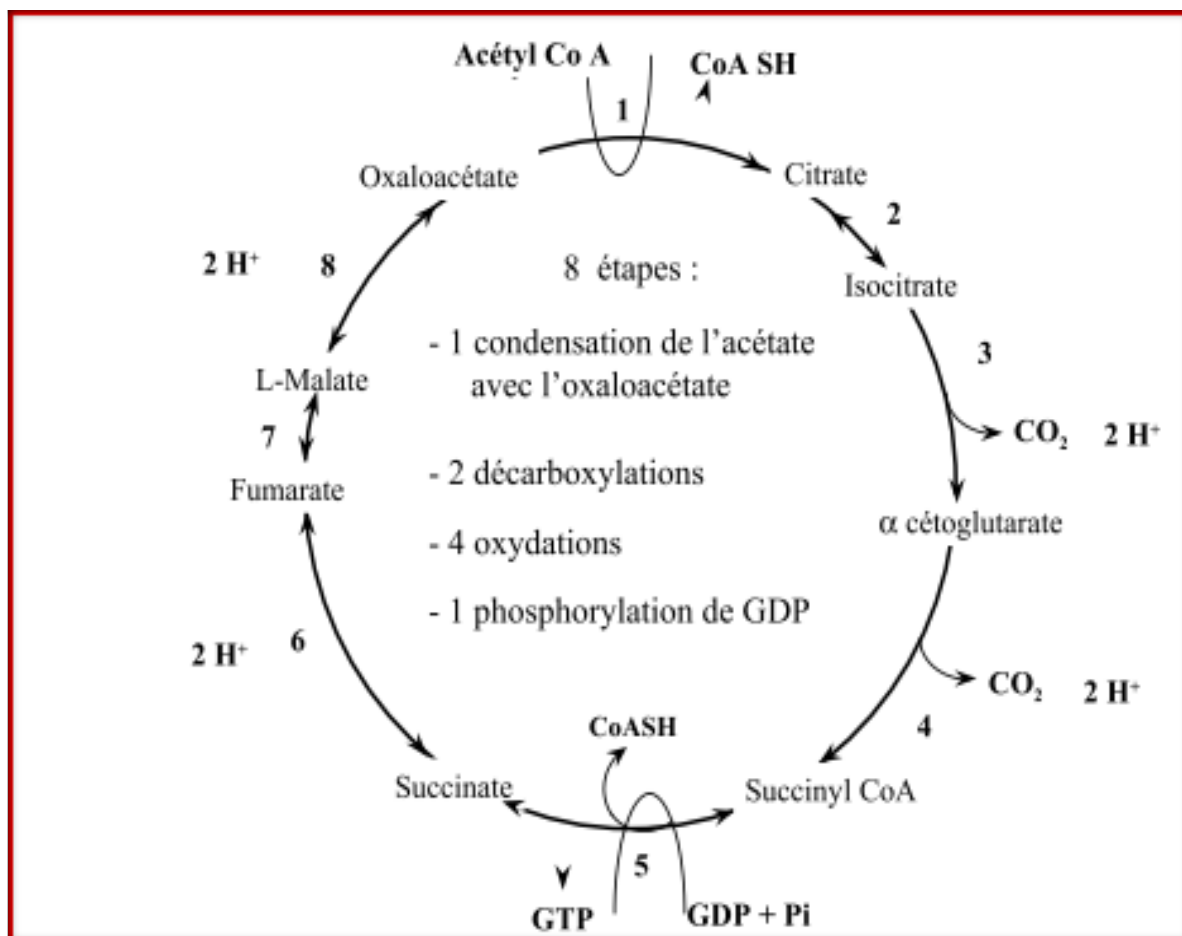 Acétyl Co A
CoA SH
1
Oxaloacétate
Citrate
2
2 H⁺
8
8 étapes :
Isocitrate
- 1 condensation de l’acétate
avec l’oxaloacétate
3
L-Malate
7
CO₂ 2 H⁺
- 2 décarboxylations
Fumarate
α cétoglutarate
- 4 oxydations
- 1 phosphorylation de GDP
6
2 H⁺
CO₂ 2 H⁺
4
CoASH
Succinate
Succinyl CoA
5
GTP
GDP + Pi